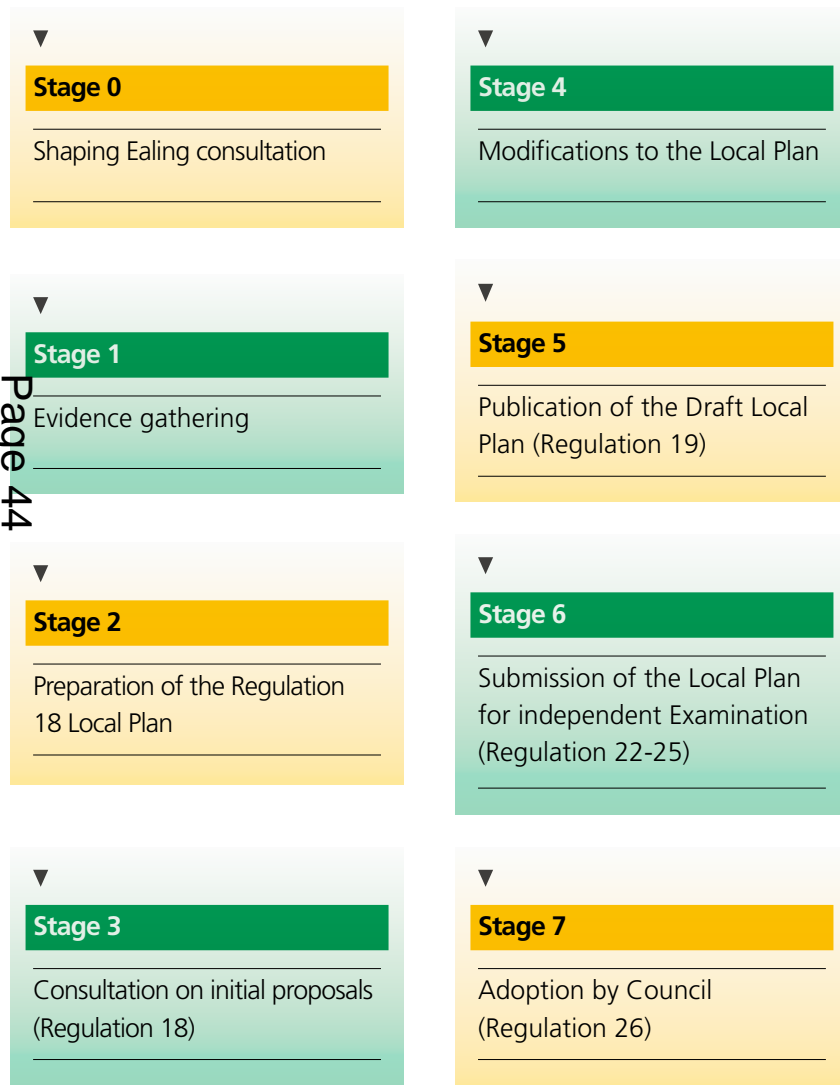 Stage 0
Shaping Ealing consultation
Stage 1
Evidence gathering
Page 44
Stage 2
Preparation of the Regulation
18 Local Plan
Stage 3
Consultation on initial proposals
(Regulation 18)
Stage 4
Modifications to the Local Plan
Stage 5
Publication of the Draft Local
Plan (Regulation 19)
Stage 6
Submission of the Local Plan
for independent Examination
(Regulation 22-25)
Stage 7
Adoption by Council
(Regulation 26)